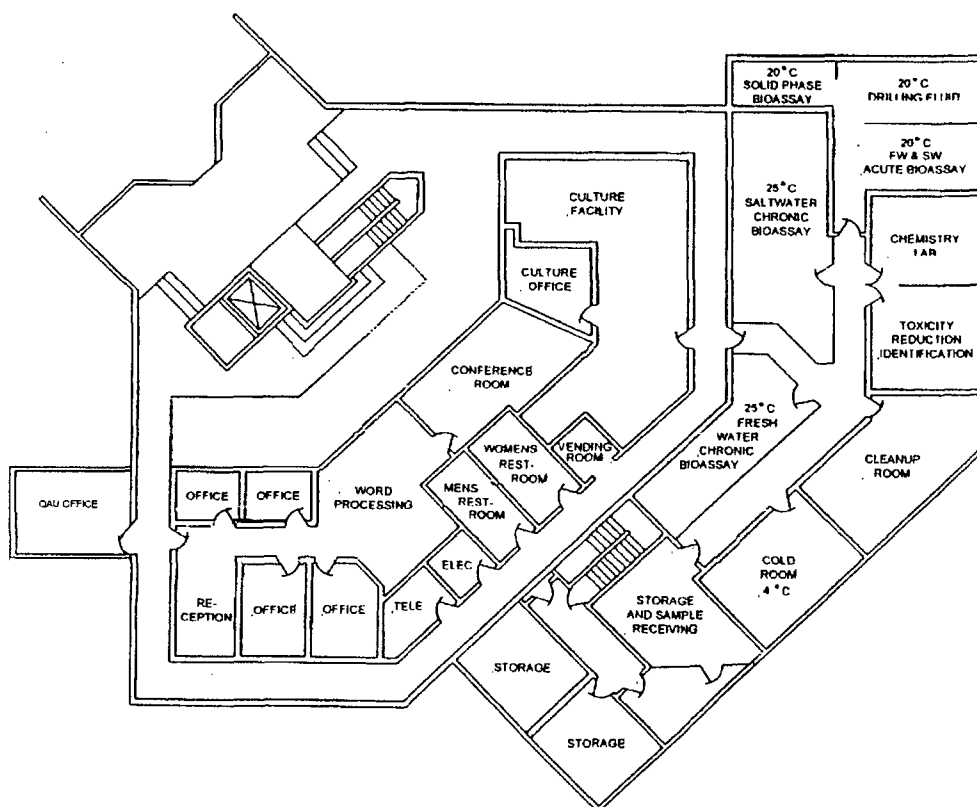 20°C
SOLID PHASE
BIOASSAY
20°C
DRILLING FLUID
20°C
FW & SW
ACUTE BIOASSAY
25°C
SALTWATER
CHRONIC
BIOASSAY
CHEMISTRY
LAB
TOXICITY
REDUCTION
IDENTIFICATION
CULTURE
FACILITY
CULTURE
OFFICE
CONFERENCE
ROOM
25°C
FRESH
WATER
CHRONIC
BIOASSAY
CLEANUP
ROOM
WOMENS
REST-
ROOM
VENDING
ROOM
MENS
REST-
ROOM
WORD
PROCESSING
QAU OFFICE
OFFICE
OFFICE
ELEC
TELE
RE-
CEPTION
OFFICE
OFFICE
COLD
ROOM
4°C
STORAGE
AND SAMPLE
RECEIVING
STORAGE
STORAGE